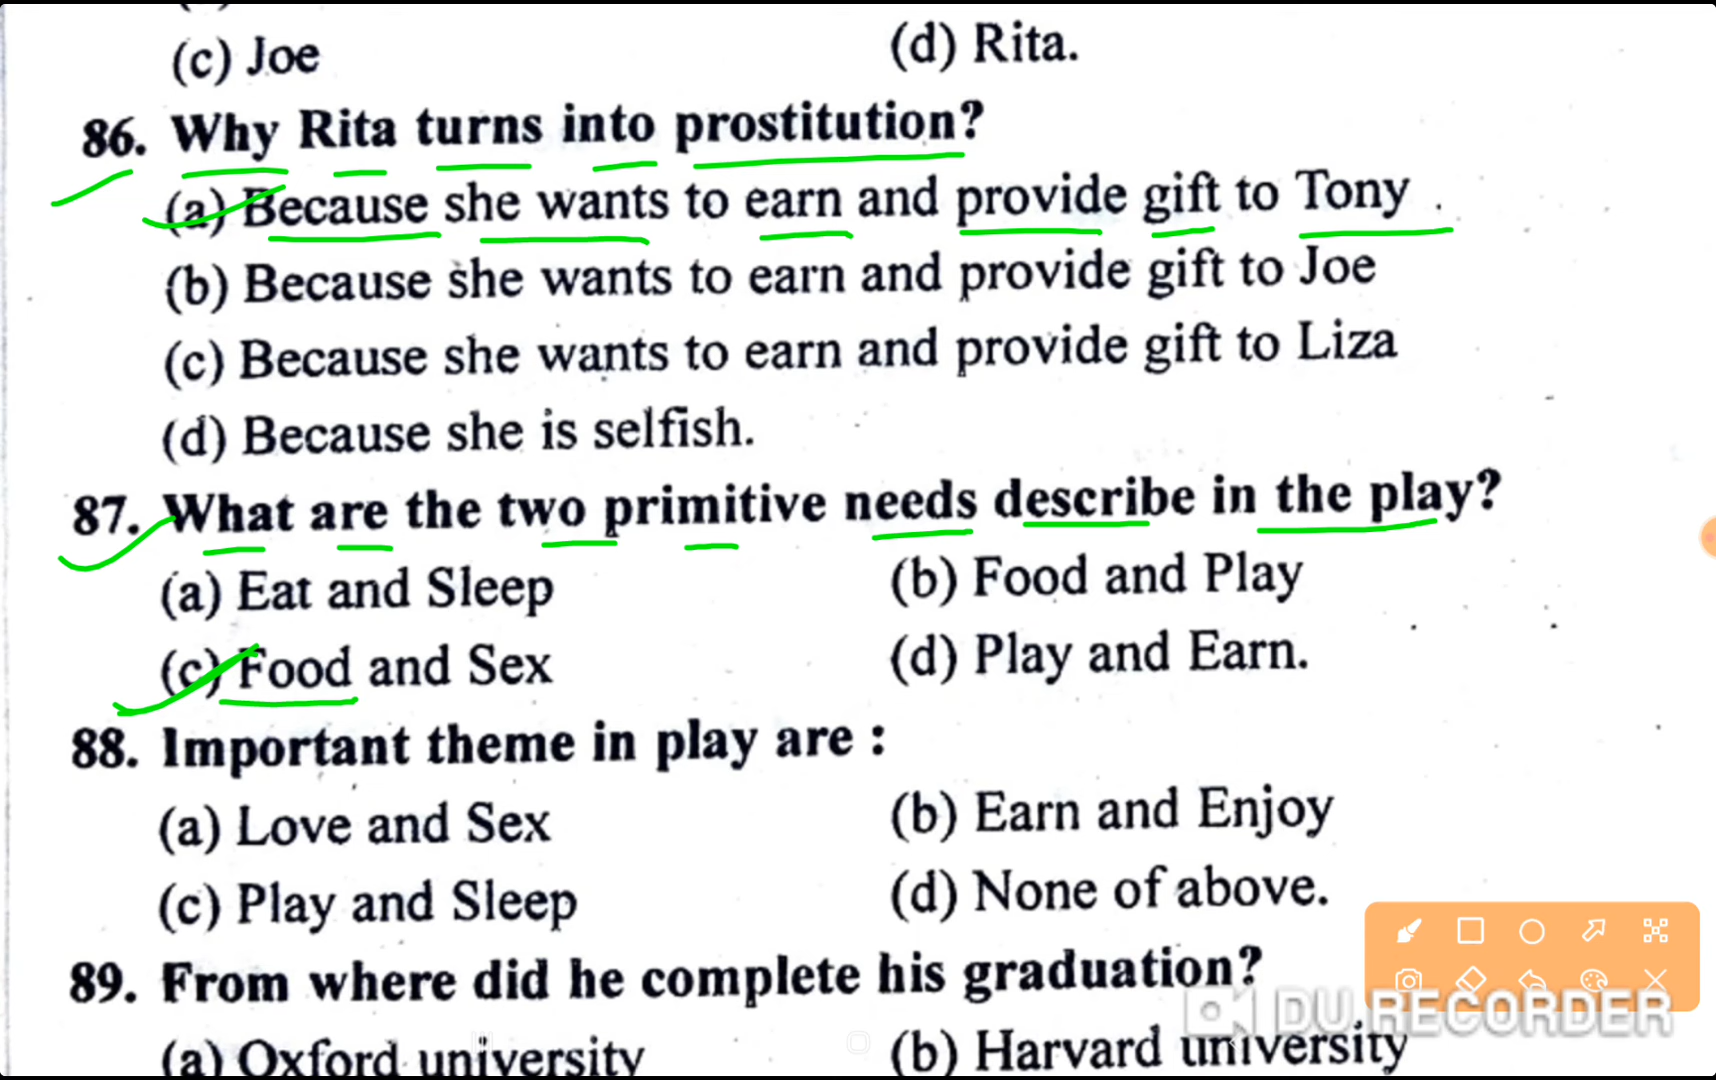 (c) Joe (d) Rita.
86. Why Rita turns into prostitution?
(a) Because she wants to earn and provide gift to Tony .
(b) Because she wants to earn and provide gift to Joe
(c) Because she wants to earn and provide gift to Liza
(d) Because she is selfish.
87. What are the two primitive needs describe in the play?
(a) Eat and Sleep (b) Food and Play
(c) Food and Sex (d) Play and Earn.
88. Important theme in play are :
(a) Love and Sex (b) Earn and Enjoy
(c) Play and Sleep (d) None of above.
89. From where did he complete his graduation?
DU RECORDER
(a) Oxford university (b) Harvard university